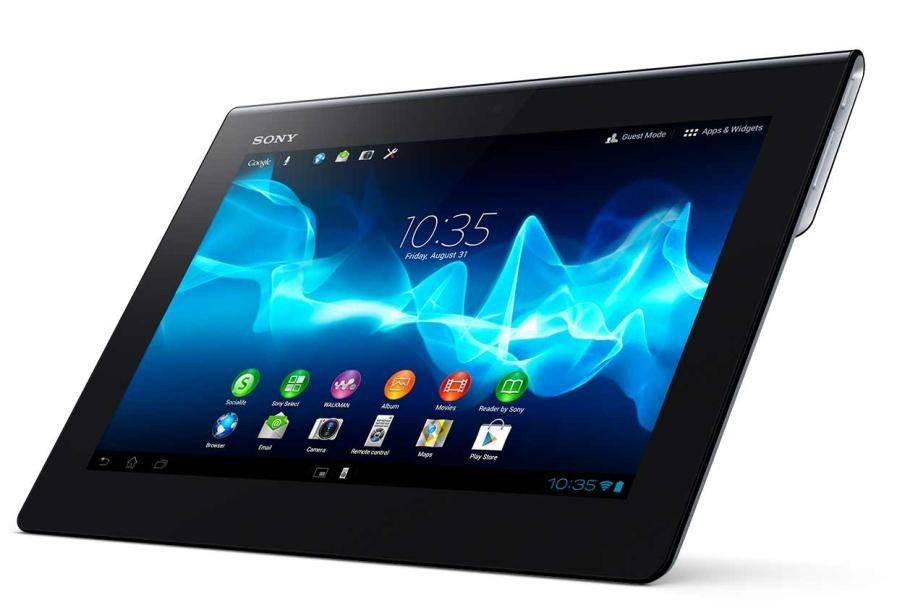 SONY
Google
Guest Mode
Apps & Widgets
10:35
Friday, August 31
Socialife
Sony Select
WALKMAN
Album
Movies
Reader by Sony
Browser
Email
Camera
Remote control
Maps
Play Store
10:35